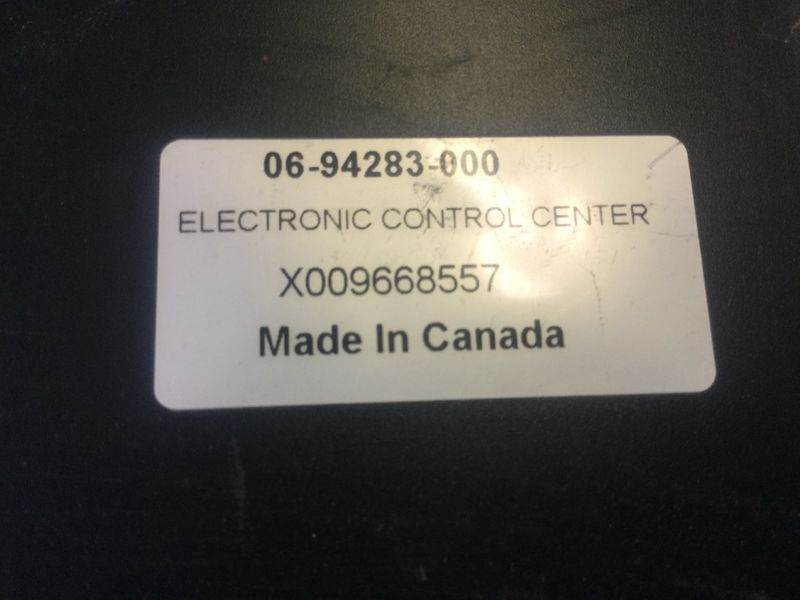 06-94283-000
ELECTRONIC CONTROL CENTER
X009668557
Made In Canada